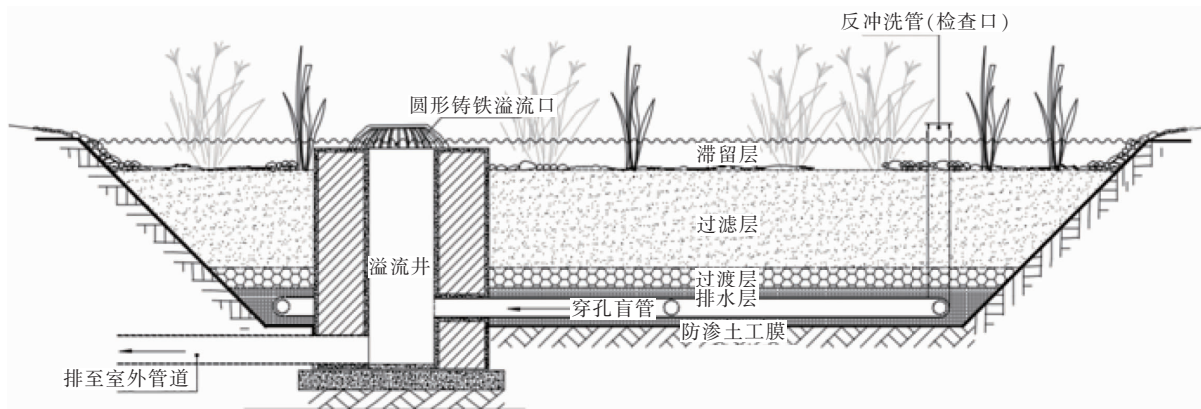 反冲洗管(检查口)
圆形铸铁溢流口
滞留层
过滤层
溢流井
过渡层
排水层
穿孔盲管
防渗土工膜
排至室外管道